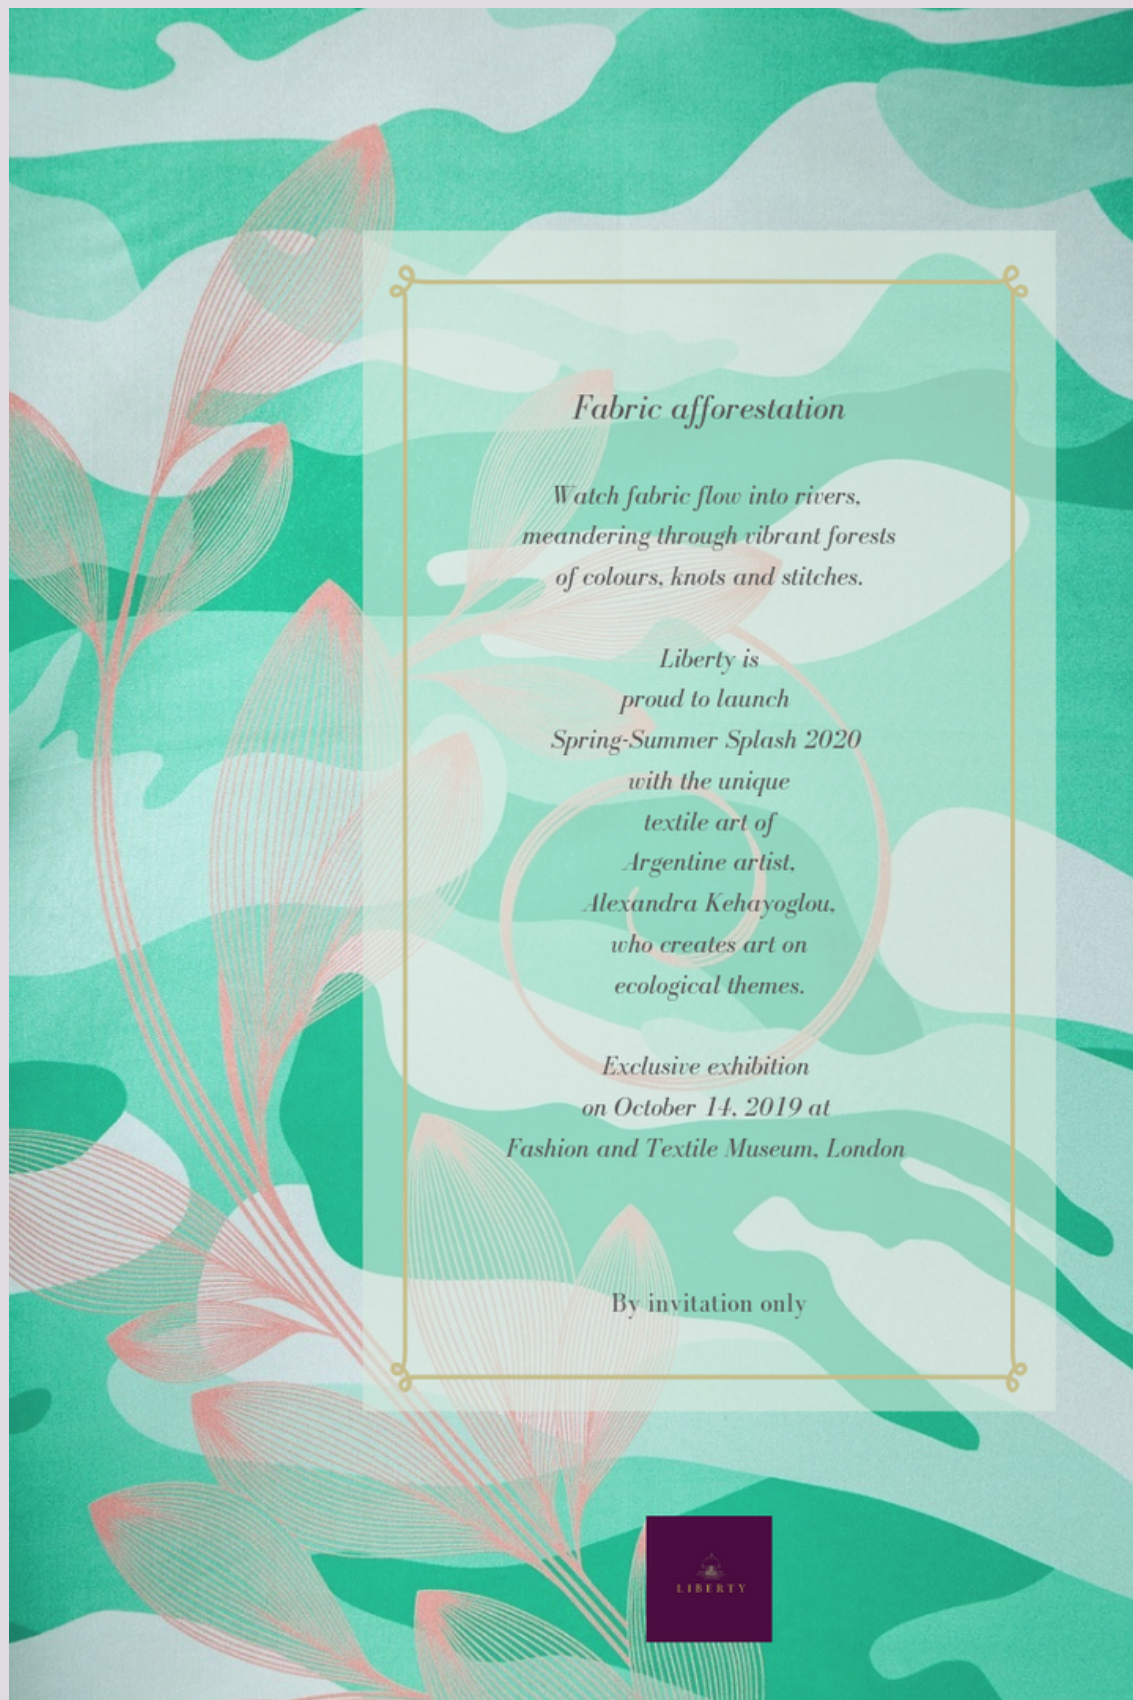 Fabric afforestation
Watch fabric flow into rivers,
meandering through vibrant forests
of colours, knots and stitches.
Liberty is
proud to launch
Spring-Summer Splash 2020
with the unique
textile art of
Argentine artist,
Alexandra Kehayoglou,
who creates art on
ecological themes.
Exclusive exhibition
on October 14, 2019 at
Fashion and Textile Museum, London
By invitation only
LIBERTY